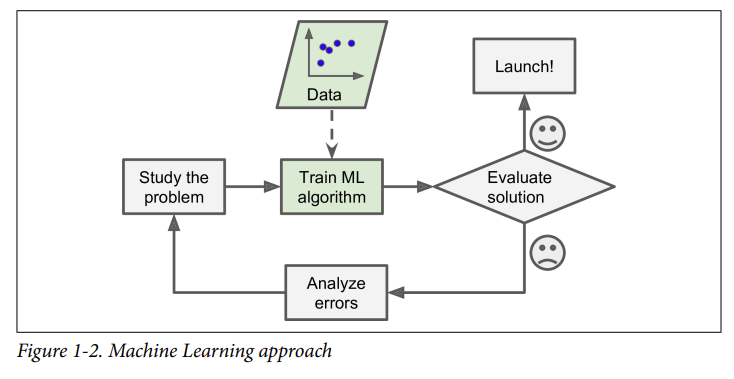 Data
Launch!
Study the
problem
Train ML
algorithm
Evaluate
solution
Analyze
errors
Figure 1-2. Machine Learning approach